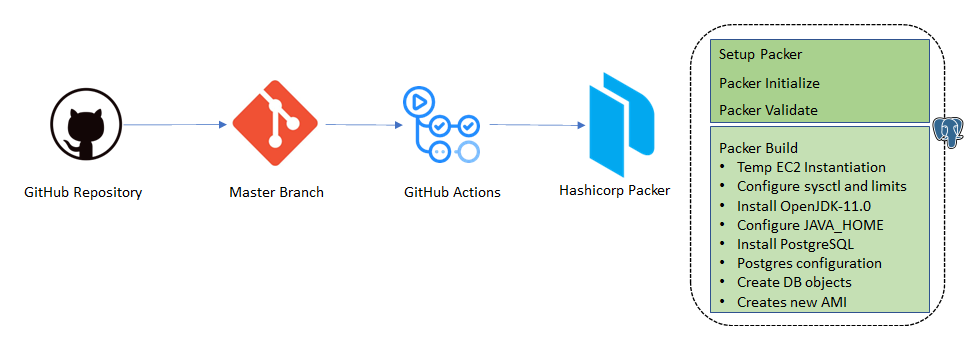 GitHub Repository
Master Branch
GitHub Actions
Hashicorp Packer
Setup Packer
Packer Initialize
Packer Validate
Packer Build
• Temp EC2 Instantiation
• Configure sysctl and limits
• Install OpenJDK-11.0
• Configure JAVA_HOME
• Install PostgreSQL
• Postgres configuration
• Create DB objects
• Creates new AMI